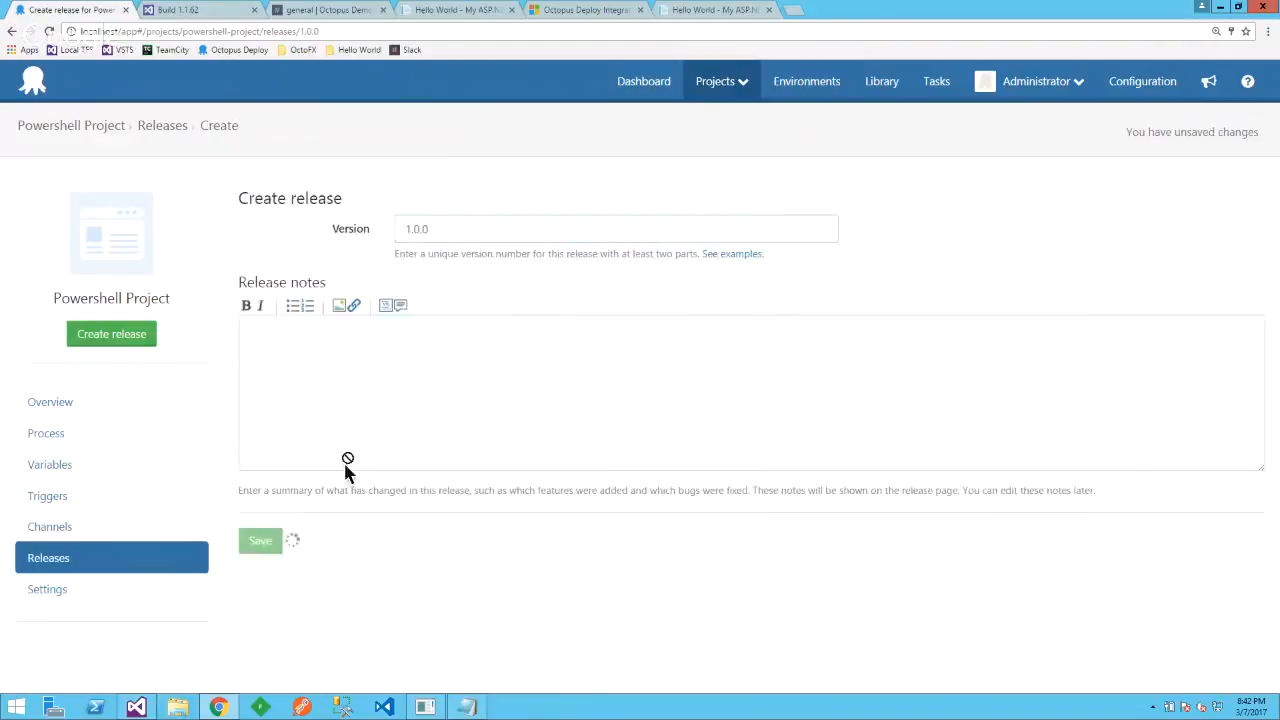 Create release for Power
Build 1.1.62
general | Octopus Demo
Hello World - My ASP.N
Octopus Deploy Integrat
Hello World - My ASP.N
localhost/app#/projects/powershell-project/releases/1.0.0
Apps
Local TFS
VSTS
TeamCity
Octopus Deploy
OctoFX
Hello World
Slack
Dashboard
Projects
Environments
Library
Tasks
Administrator
Configuration
Powershell Project › Releases › Create
You have unsaved changes
Create release
Version
1.0.0
Enter a unique version number for this release with at least two parts. See examples.
Release notes
B I
Powershell Project
Create release
Overview
Process
Variables
Triggers
Channels
Releases
Settings
Enter a summary of what has changed in this release, such as which features were added and which bugs were fixed. These notes will be shown on the release page. You can edit these notes later.
Save
8:42 PM
3/7/2017